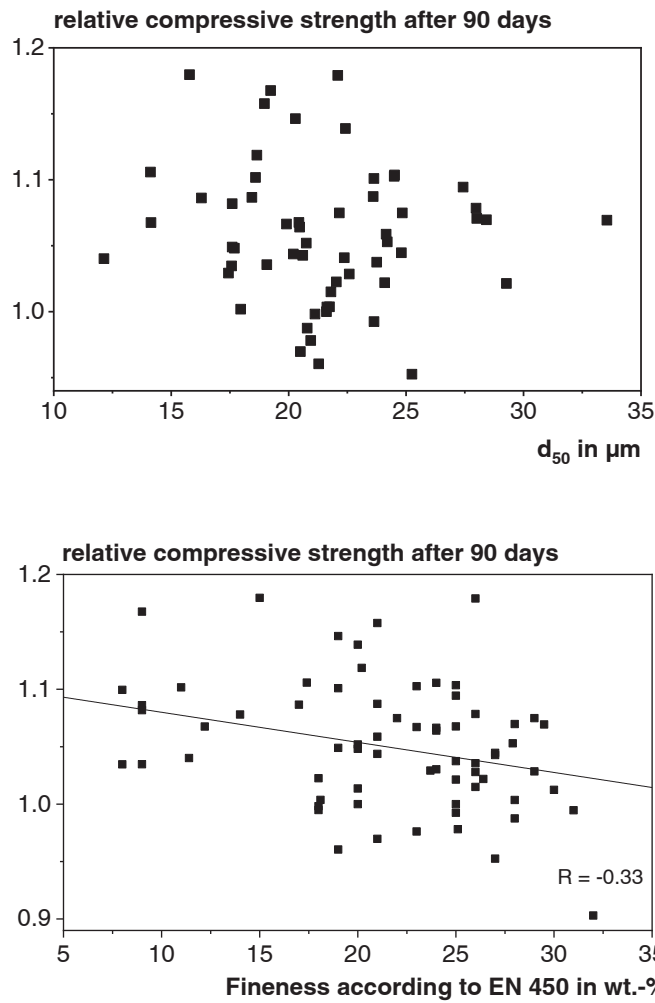 relative compressive strength after 90 days
1.2
1.1
1.0
10 15 20 25 30 35
d50 in µm
relative compressive strength after 90 days
1.2
1.1
1.0
R = -0.33
0.9
5 10 15 20 25 30 35
Fineness according to EN 450 in wt.-%